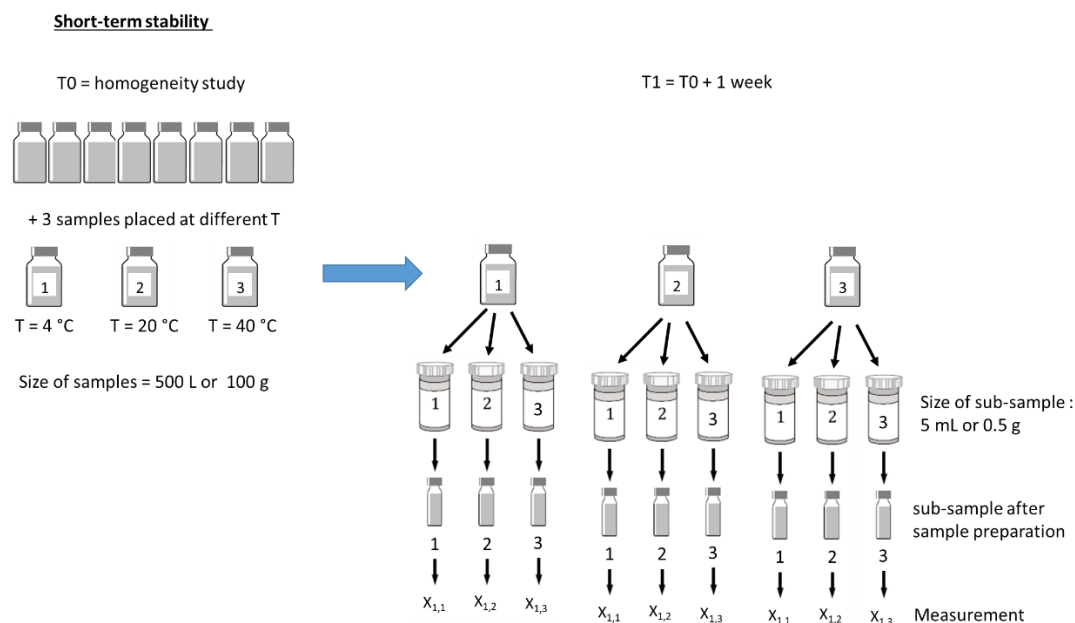 Short-term stability
T0 = homogeneity study
T1 = T0 + 1 week
+ 3 samples placed at different T
1 2 3
T = 4 °C T = 20 °C T = 40 °C
Size of samples = 500 L or 100 g
1 2 3
1 2 3 1 2 3 1 2 3
Size of sub-sample :
5 mL or 0.5 g
sub-sample after
sample preparation
1 2 3 1 2 3 1 2 3
X1,1 X1,2 X1,3 X1,1 X1,2 X1,3 X1,1 X1,2 X1,3
Measurement